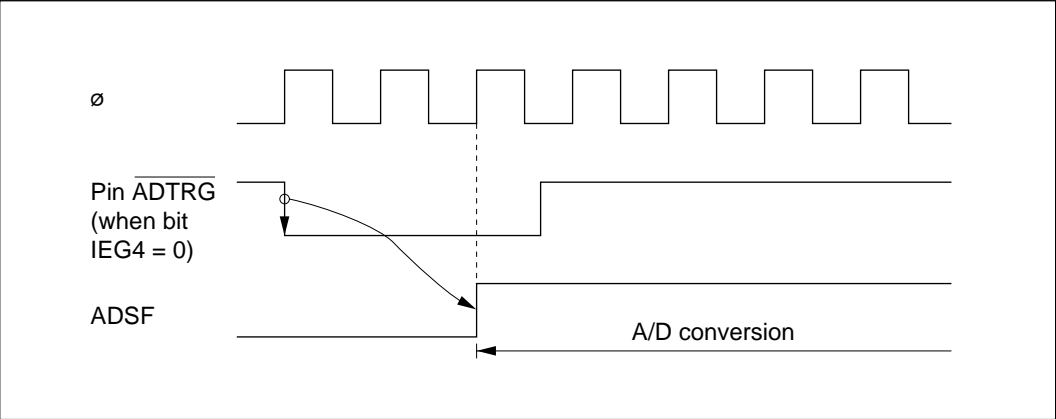 ø
Pin ADTRG
(when bit
IEG4 = 0)
ADSF
A/D conversion